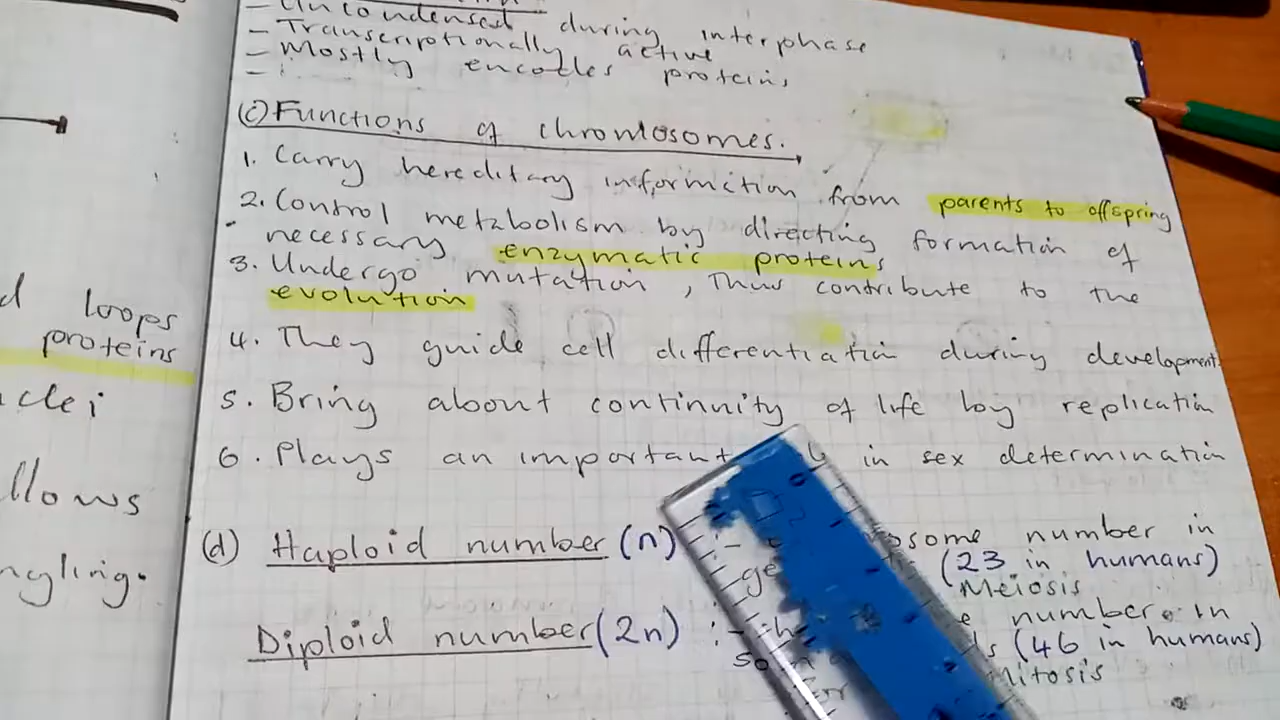 - Uncondensed during interphase
- Transcriptionally active
- Mostly encodes proteins
-
(c) Functions of chromosomes.
1. Carry hereditary information from parents to offspring
2. Control metabolism by directing formation of
necessary enzymatic proteins
3. Undergo mutation, thus contribute to the
evolution
4. They guide cell differentiation during development
5. Bring about continuity of life by replication
6. Plays an important in sex determination
(d) Haploid number (n) :- number in
(23 in humans)
Meiosis
Diploid number (2n) :- number in
(46 in humans)
mitosis
loops
proteins